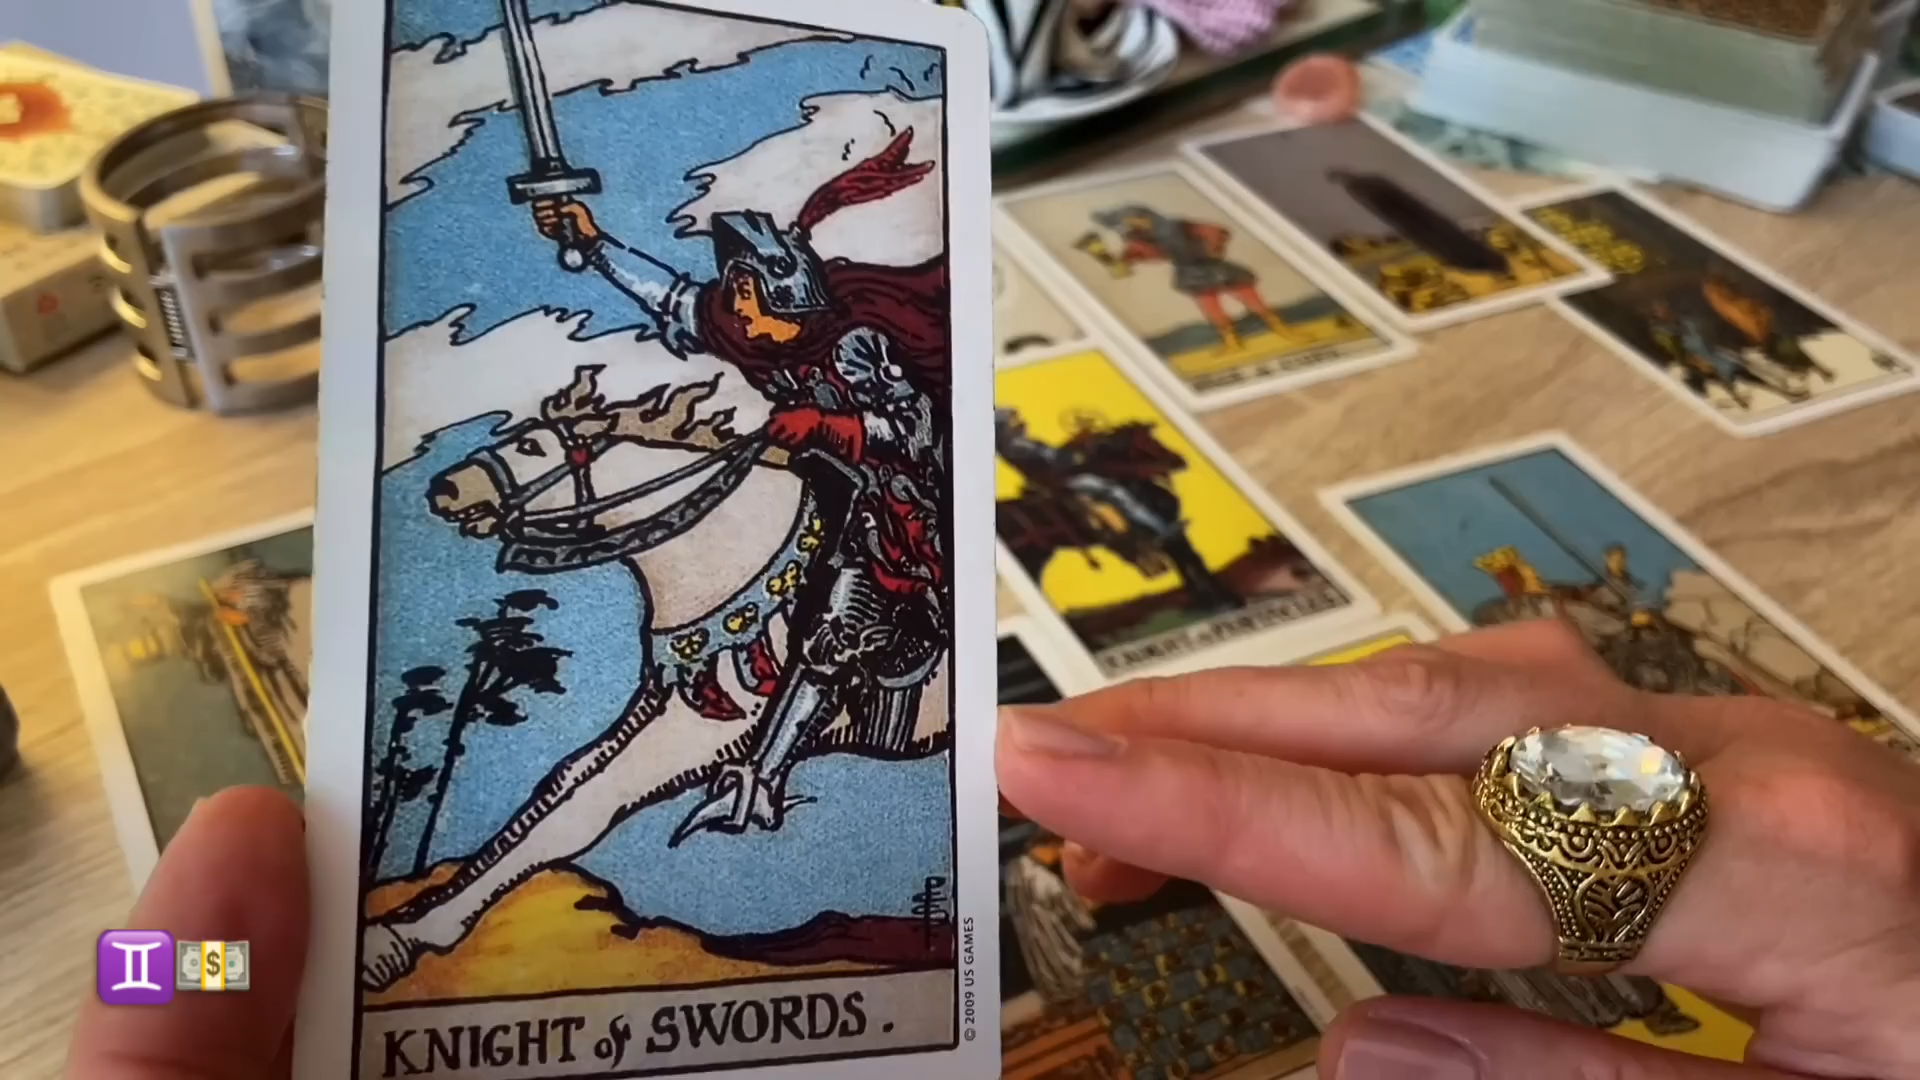 KNIGHT of SWORDS.
© 2009 US GAMES
KNIGHT of PENTACLES